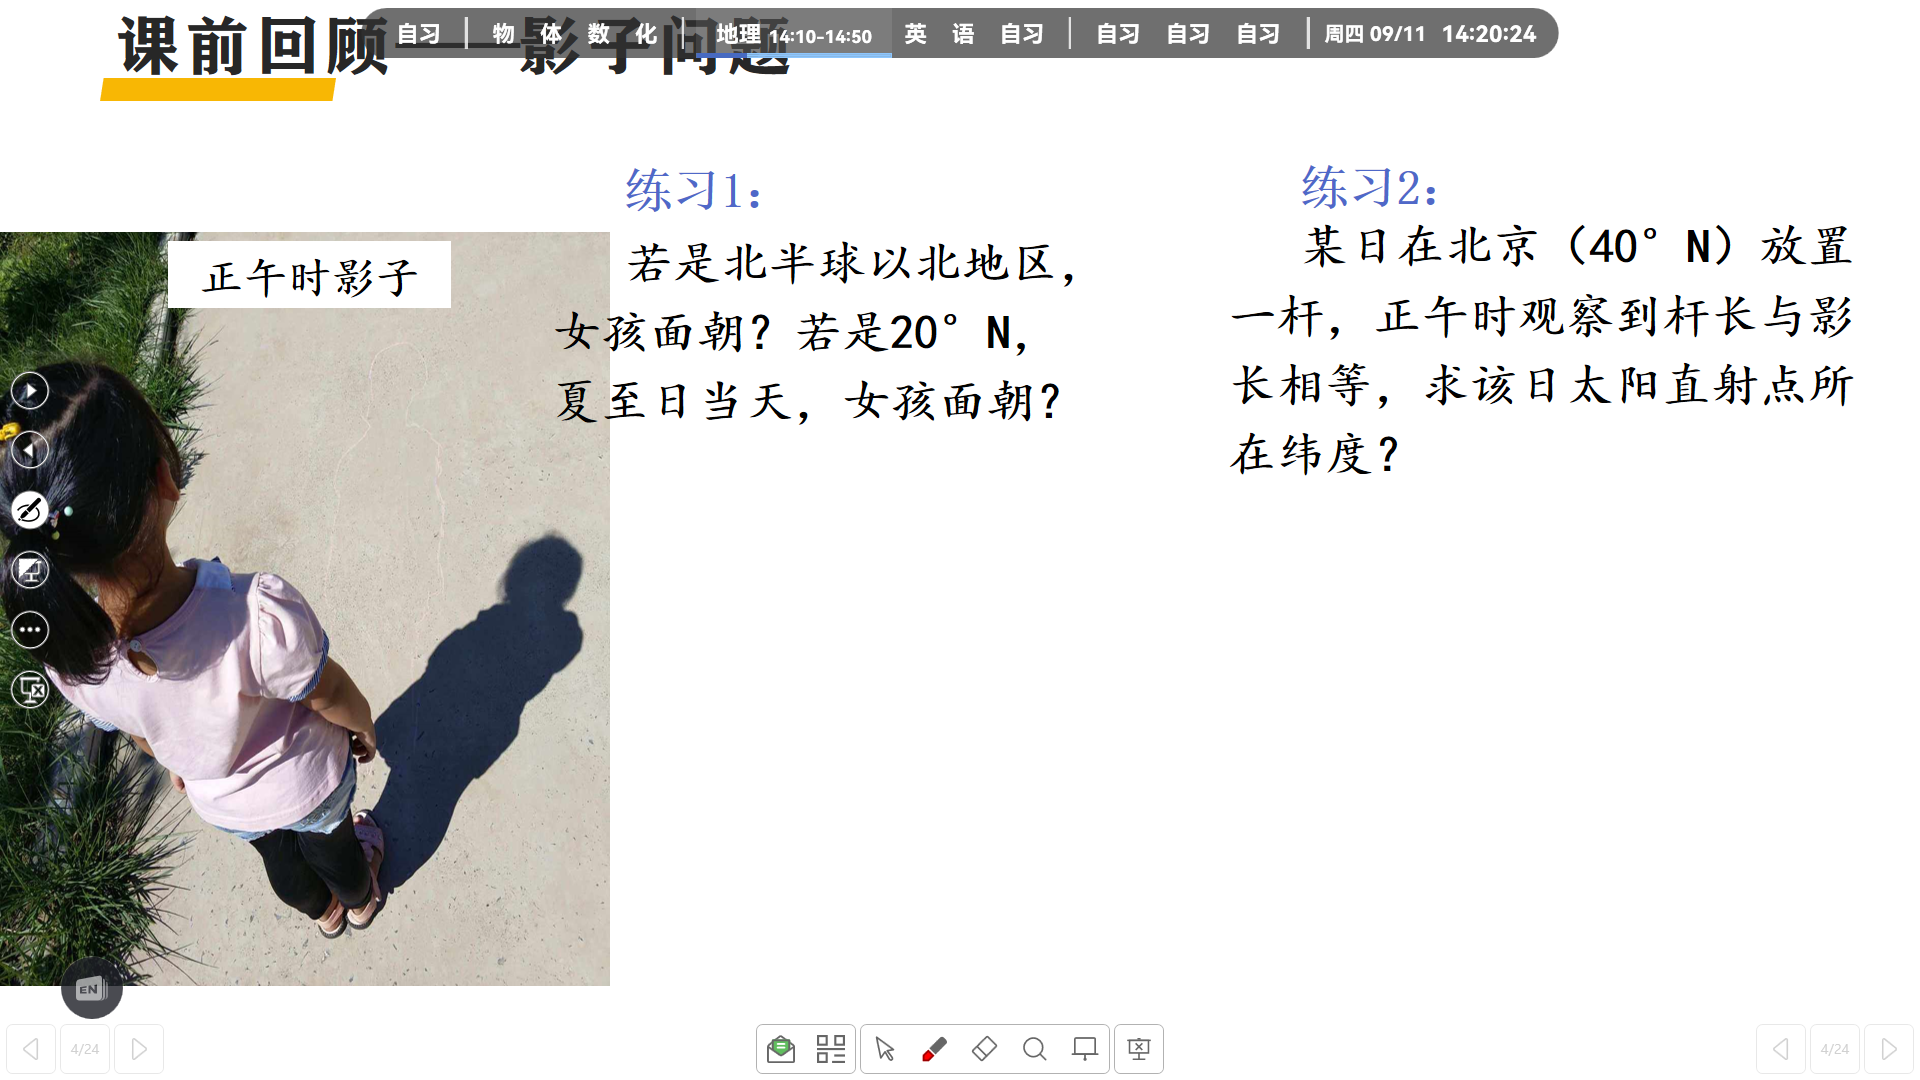 课前回顾——影子问题
自习 | 物 体 数 化 | 地理 14:10-14:50 英 语 自习 | 自习 自习 自习 | 周四 09/11 14:20:24
正午时影子
练习1：
若是北半球以北地区，
女孩面朝？若是20°N，
夏至日当天，女孩面朝？
练习2：
某日在北京（40°N）放置
一杆，正午时观察到杆长与影
长相等，求该日太阳直射点所
在纬度？
EN
4/24
4/24